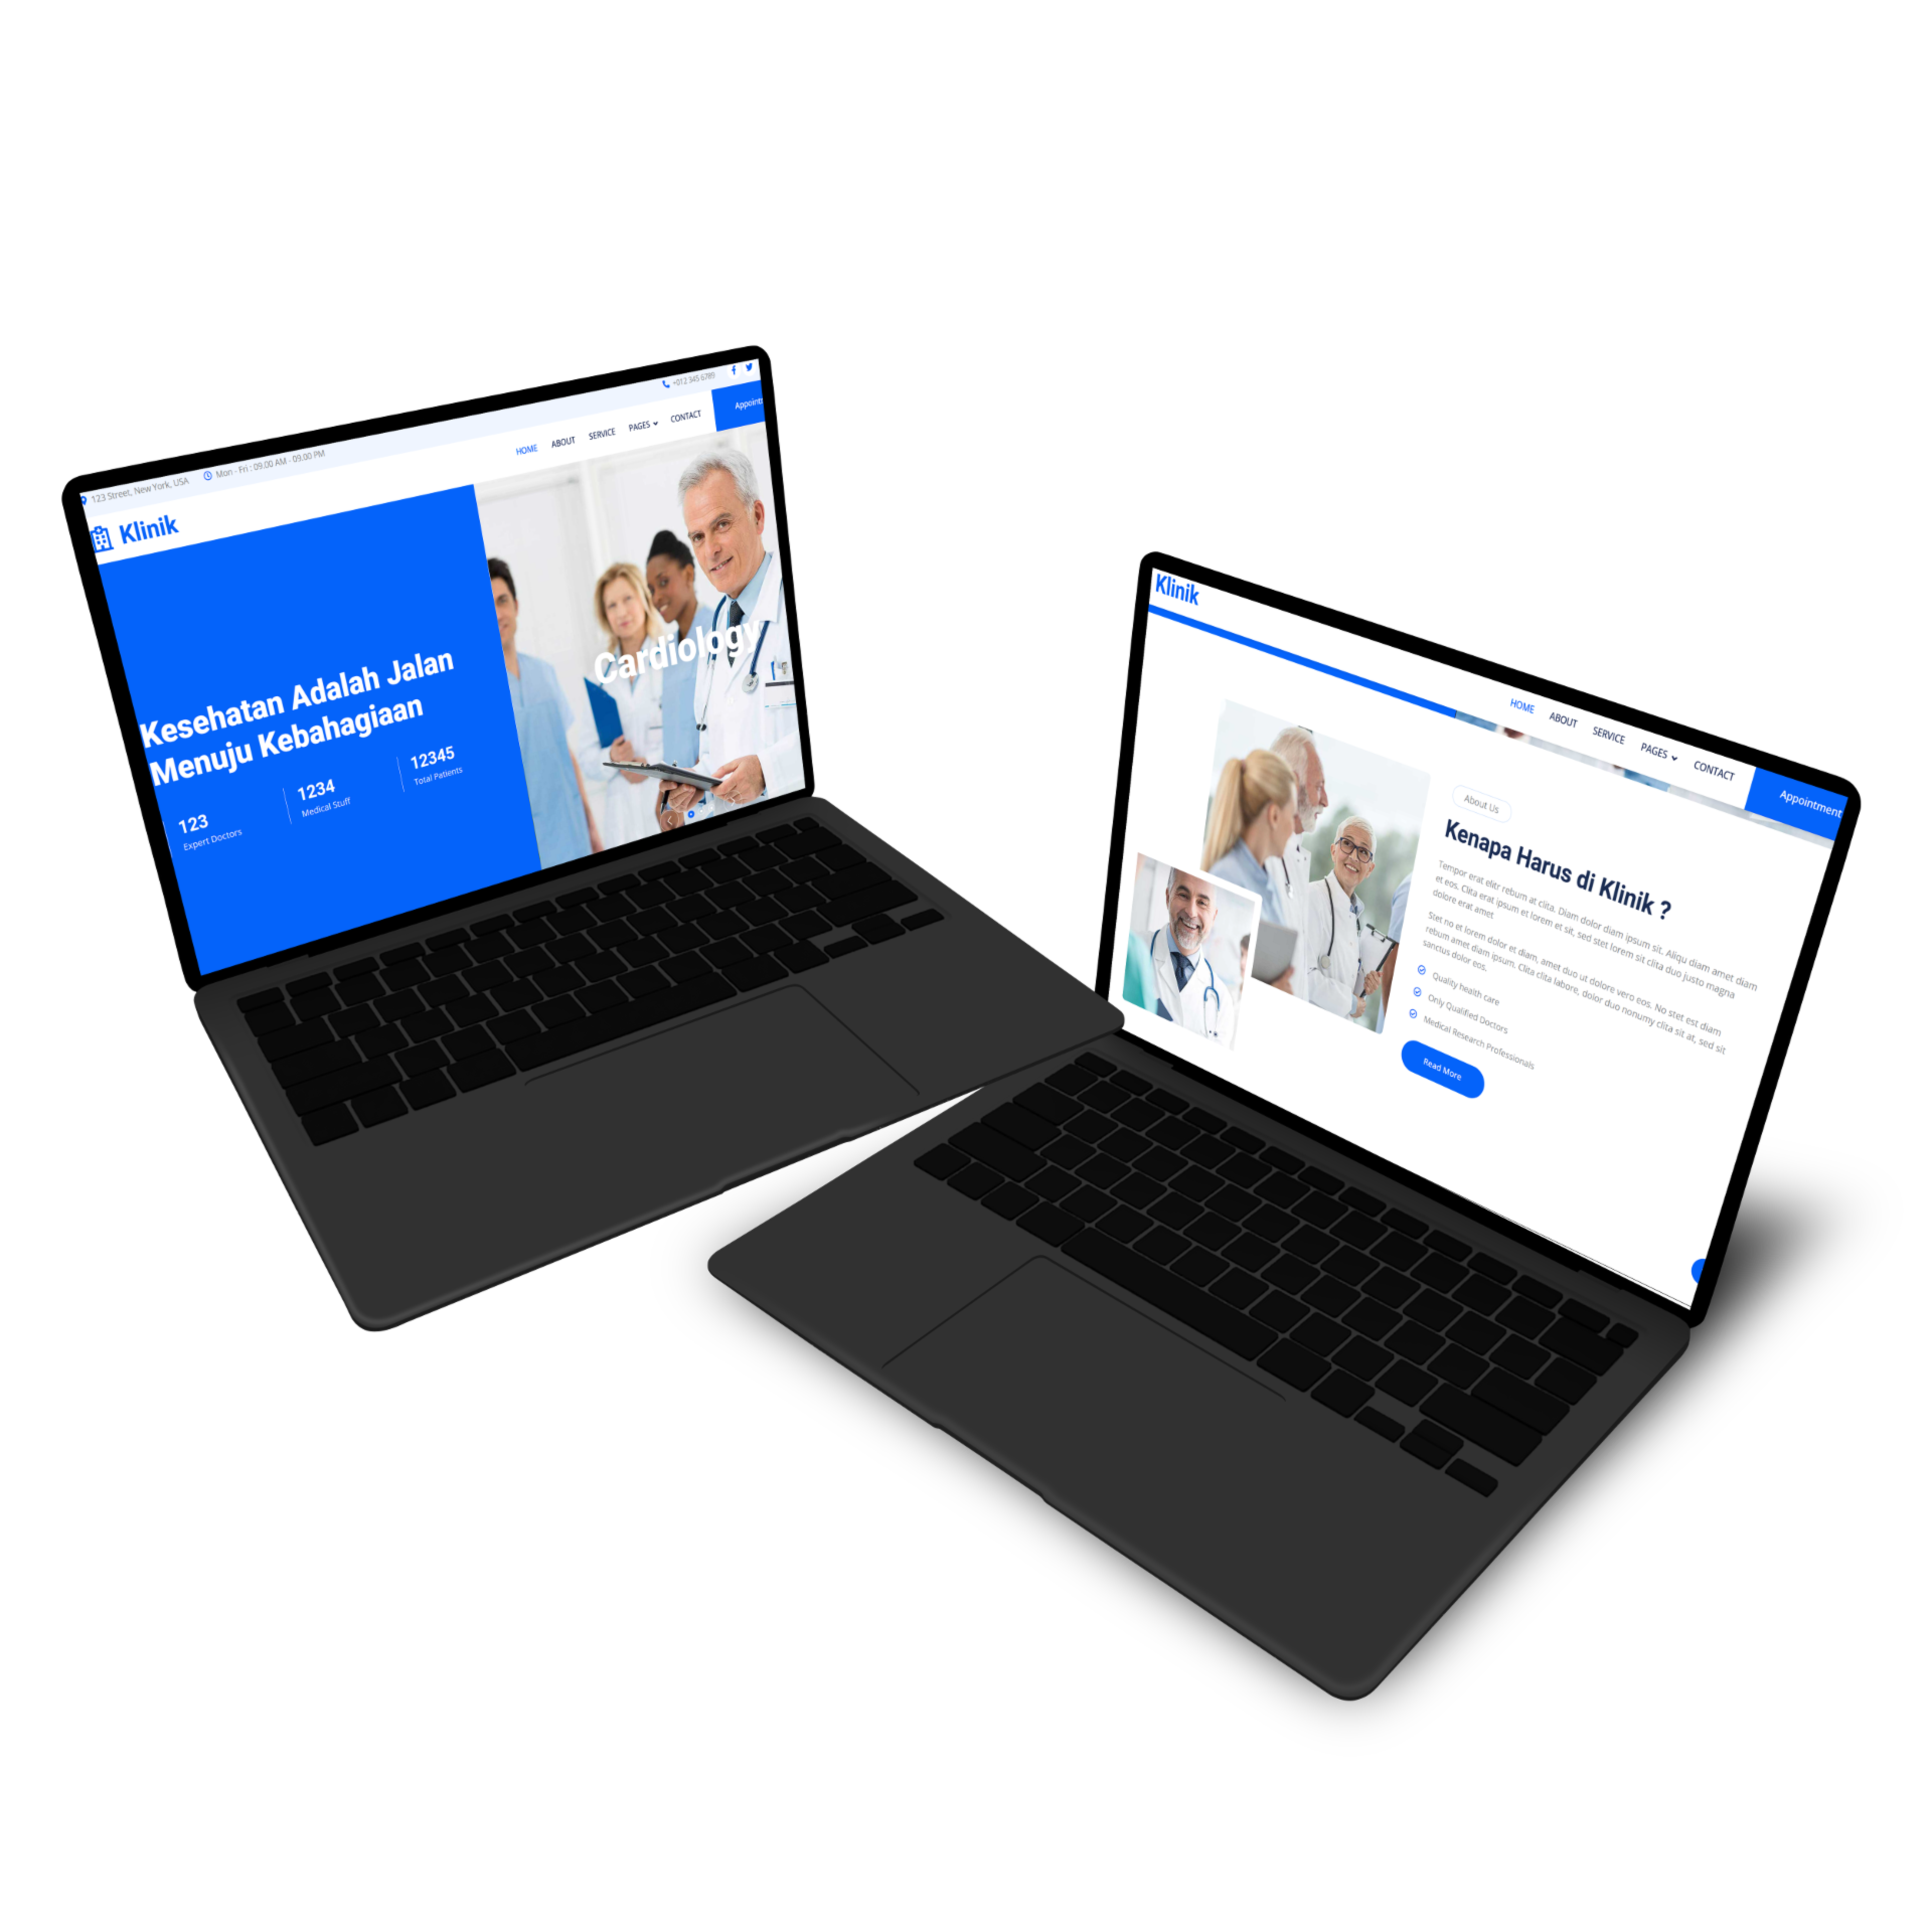 123 Street, New York, USA
Mon - Fri : 09.00 AM - 09.00 PM
+012 345 6789
Klinik
HOME
ABOUT
SERVICE
PAGES
CONTACT
Kesehatan Adalah Jalan
Menuju Kebahagiaan
123
Expert Doctors
1234
Medical Stuff
12345
Total Patients
Cardiology
Klinik
HOME
ABOUT
SERVICE
PAGES
CONTACT
Appointment
About Us
Kenapa Harus di Klinik ?
Tempor erat elitr rebum at clita. Diam dolor diam ipsum sit. Aliqu diam amet diam
et eos. Clita erat ipsum et lorem et sit, sed stet lorem sit clita duo justo magna
dolore erat amet
Stet no et lorem dolor et diam, amet duo ut dolore vero eos. No stet est diam
rebum amet diam ipsum. Clita clita labore, dolor duo nonumy clita sit at, sed sit
sanctus dolor eos.
Quality health care
Only Qualified Doctors
Medical Research Professionals
Read More